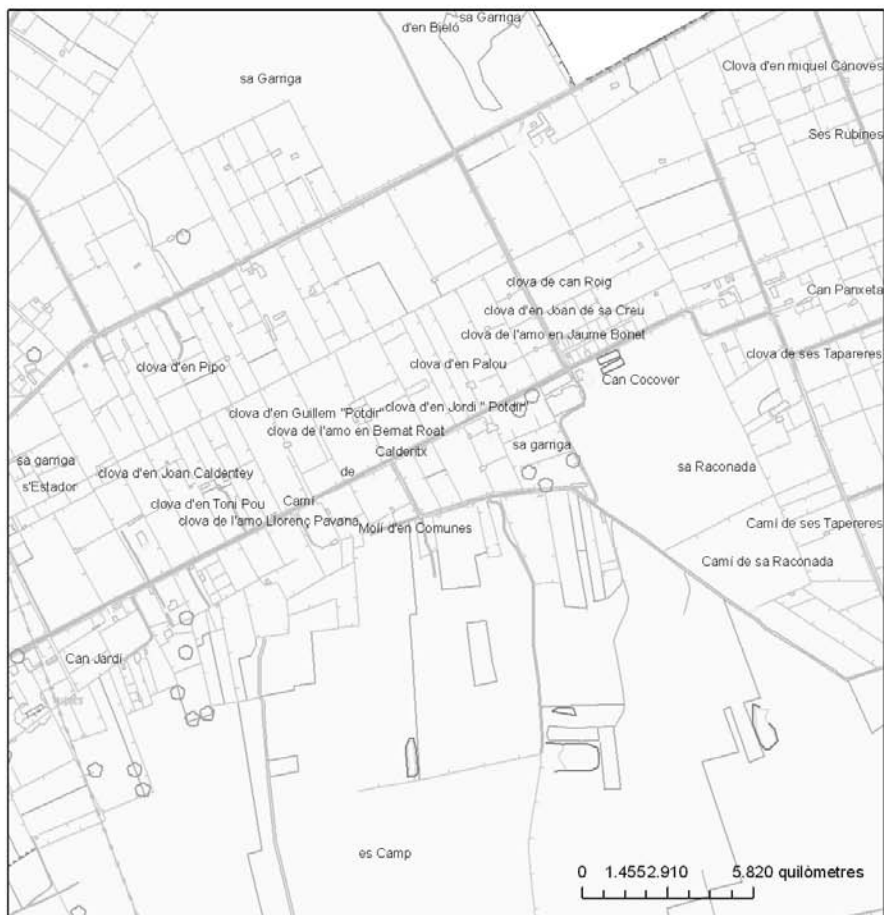 sa Garriga
d'en Bieló
sa Garriga
Clova d'en miquel Cànoves
Ses Rubines
clova de can Roig
Can Panxeta
clova d'en Joan de sa Creu
clova de l'amo en Jaume Bonet
clova de ses Tapareres
clova d'en Palou
clova d'en Pipo
Can Cocover
clova d'en Guillem "Potdir"
clova d'en Jordi " Potdir"
clova de l'amo en Bernat Roat
sa garriga
Calderitx
sa garriga
s'Estador
clova d'en Joan Caldentey
de
sa Raconada
clova d'en Toni Pou
Camí
clova de l'amo Llorenç Pavana
Molí d'en Comunes
Camí de ses Tapereres
Camí de sa Raconada
Can Jardí
es Camp
0 1.4552.910 5.820 quilòmetres